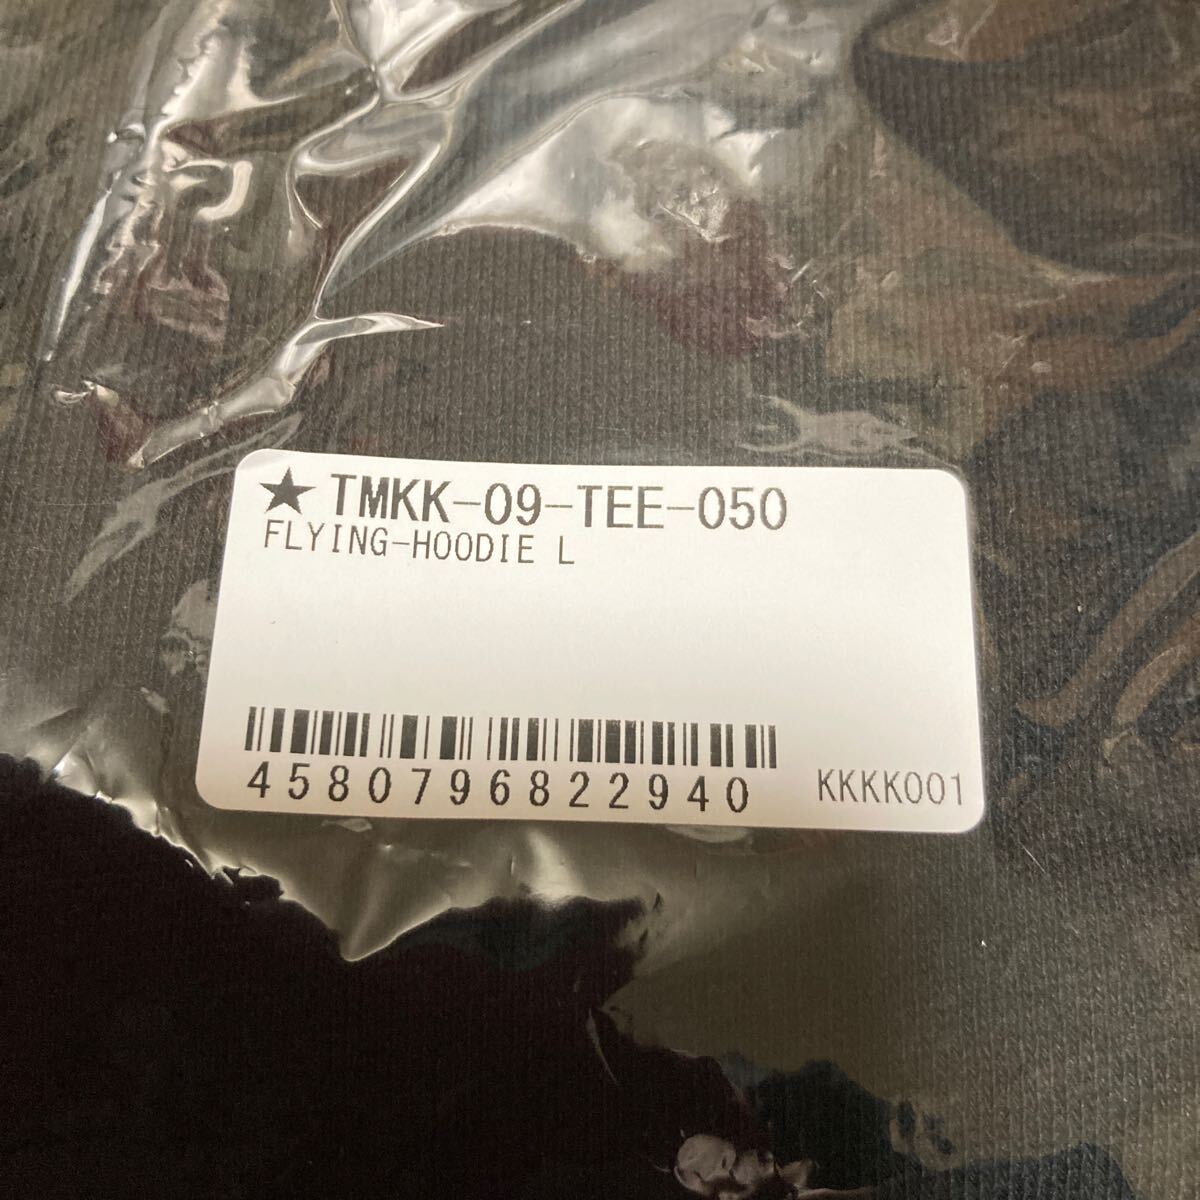 ★TMKK-09-TEE-050
FLYING-HOODIE L
4580796822940
KKKK001